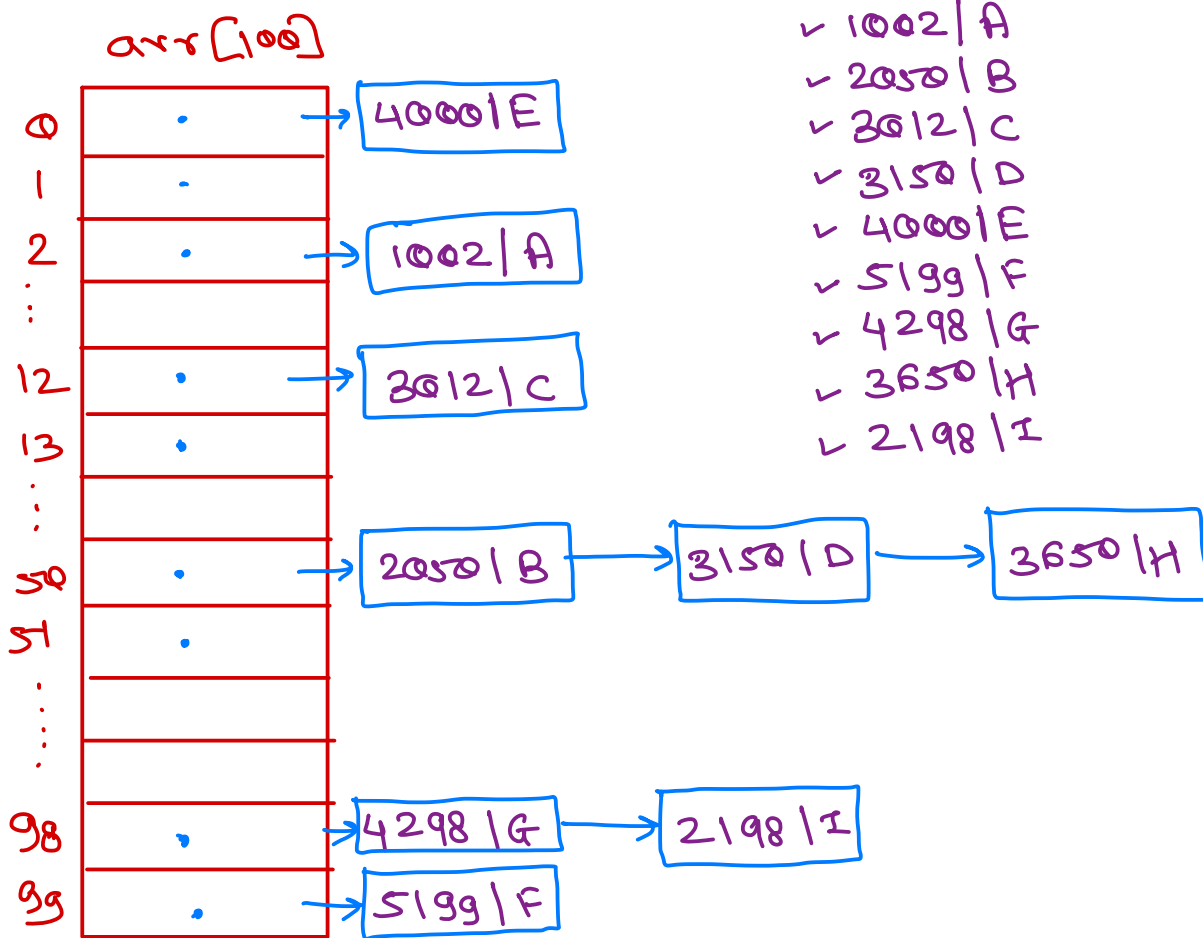 arr[100]
✓ 1002|A
✓ 2050|B
✓ 3012|C
✓ 3150|D
✓ 4000|E
✓ 5199|F
✓ 4298|G
✓ 3650|H
✓ 2198|I
0 4000|E
1
2 1002|A
:
12 3012|C
13
:
50 2050|B 3150|D 3650|H
51
:
98 4298|G 2198|I
99 5199|F